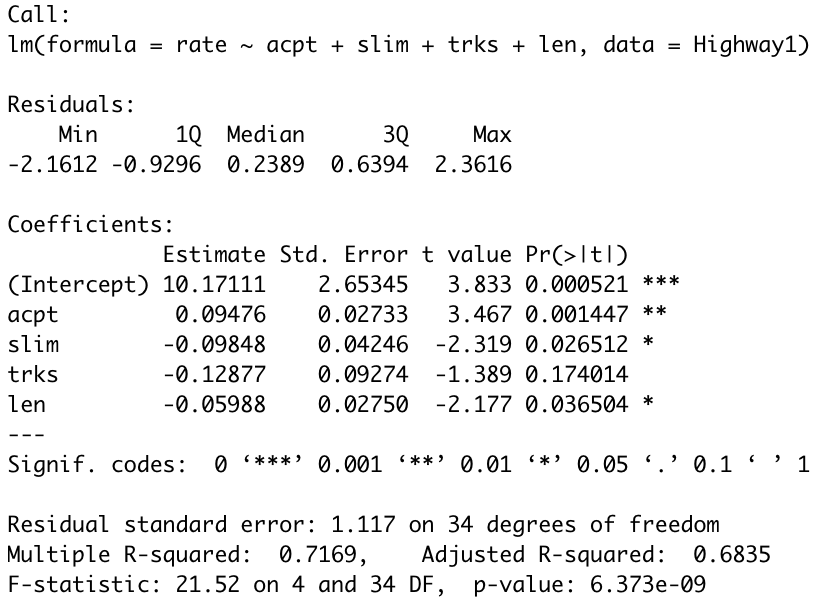 Call:
lm(formula = rate ~ acpt + slim + trks + len, data = Highway1)
Residuals:
Min 1Q Median 3Q Max
-2.1612 -0.9296 0.2389 0.6394 2.3616
Coefficients:
Estimate Std. Error t value Pr(>|t|)
(Intercept) 10.17111 2.65345 3.833 0.000521 ***
acpt 0.09476 0.02733 3.467 0.001447 **
slim -0.09848 0.04246 -2.319 0.026512 *
trks -0.12877 0.09274 -1.389 0.174014
len -0.05988 0.02750 -2.177 0.036504 *
---
Signif. codes: 0 ‘***’ 0.001 ‘**’ 0.01 ‘*’ 0.05 ‘.’ 0.1 ‘ ’ 1
Residual standard error: 1.117 on 34 degrees of freedom
Multiple R-squared: 0.7169, Adjusted R-squared: 0.6835
F-statistic: 21.52 on 4 and 34 DF, p-value: 6.373e-09